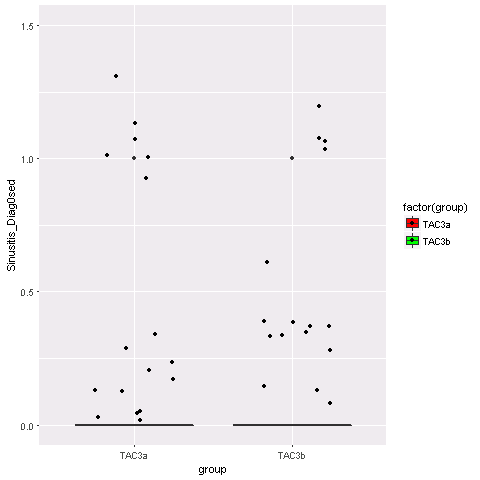 1.5
1.0
0.5
0.0
Sinusitis_Diag0sed
TAC3a
TAC3b
group
factor(group)
TAC3a
TAC3b